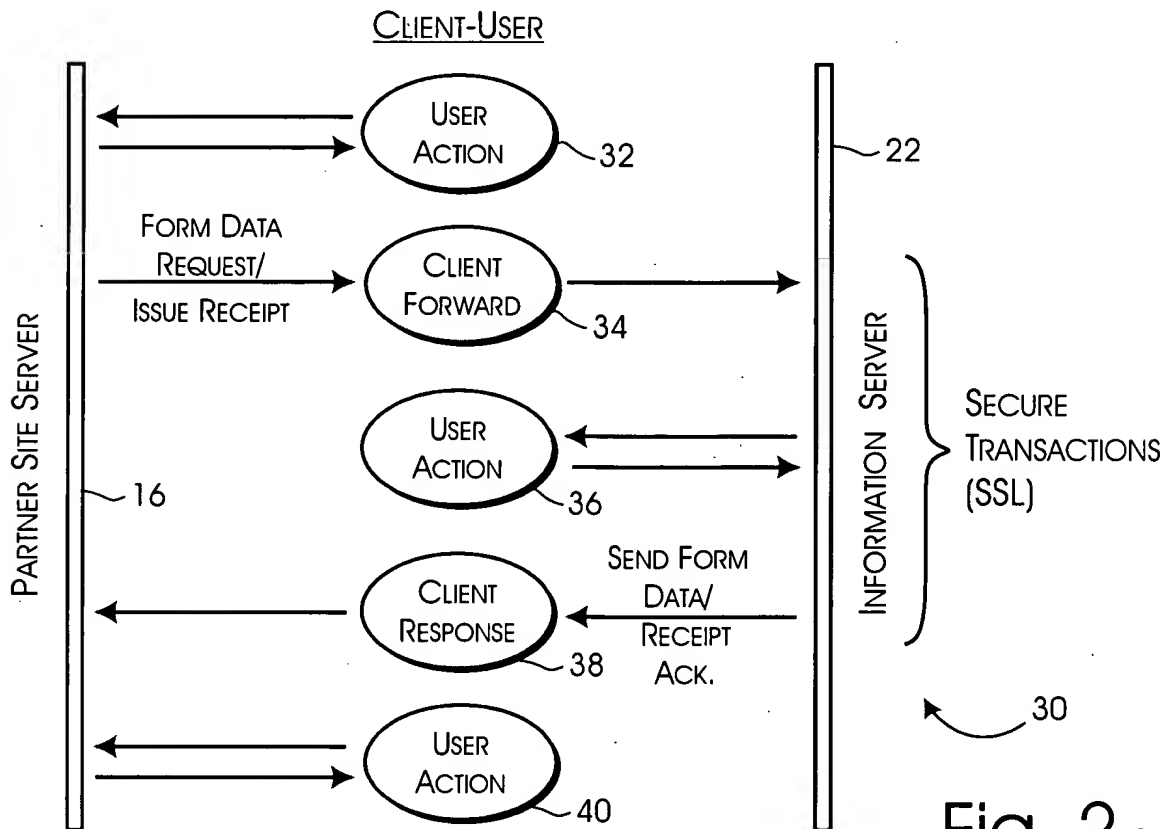 CLIENT-USER
USER
ACTION
32
22
FORM DATA
REQUEST/
ISSUE RECEIPT
CLIENT
FORWARD
34
PARTNER SITE SERVER
16
USER
ACTION
36
INFORMATION SERVER
SECURE
TRANSACTIONS
(SSL)
CLIENT
RESPONSE
38
SEND FORM
DATA/
RECEIPT
ACK.
30
USER
ACTION
40
Fig. 2